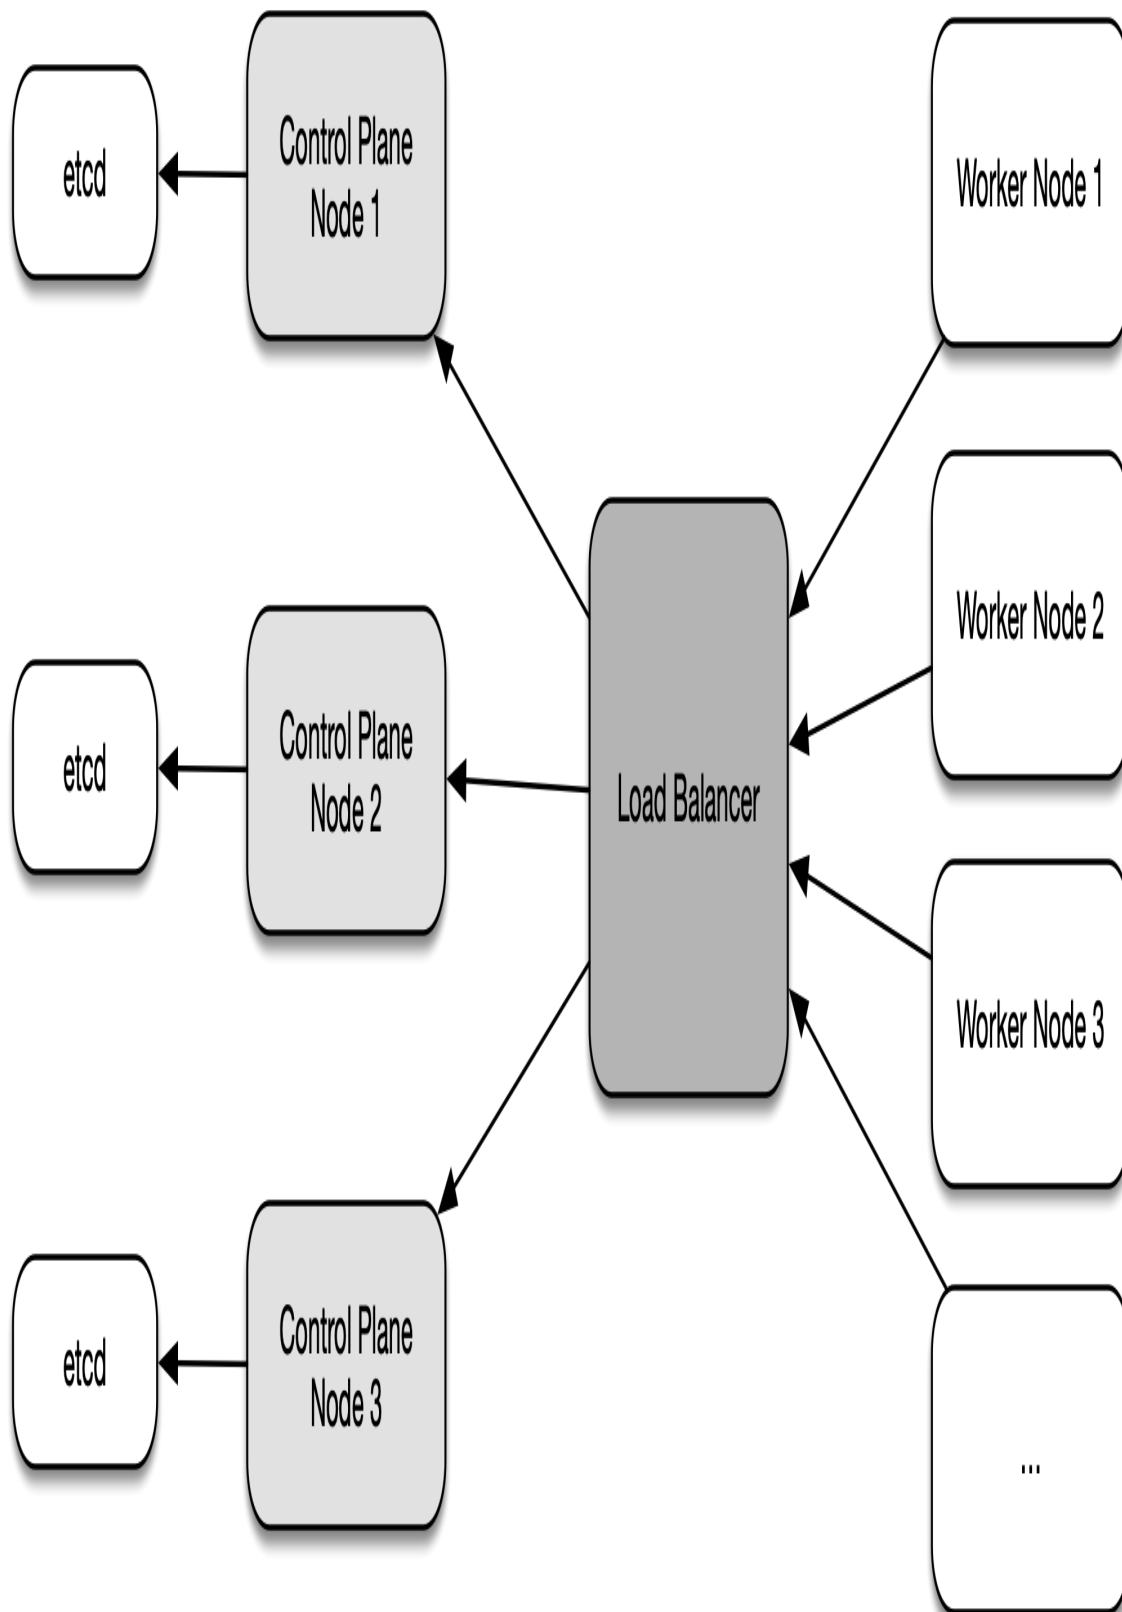 etcd
Control Plane
Node 1
Worker Node 1
etcd
Control Plane
Node 2
Load Balancer
Worker Node 2
Worker Node 3
etcd
Control Plane
Node 3
...